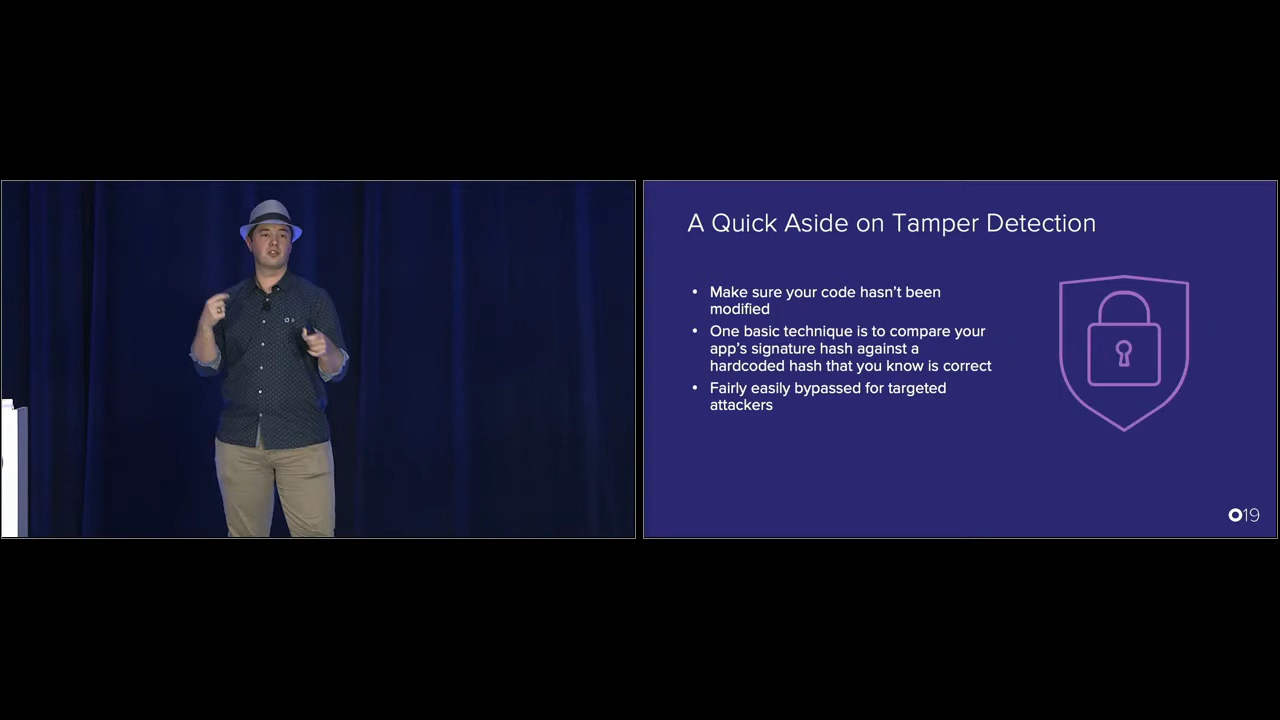 A Quick Aside on Tamper Detection
• Make sure your code hasn’t been
modified
• One basic technique is to compare your
app’s signature hash against a
hardcoded hash that you know is correct
• Fairly easily bypassed for targeted
attackers
O19